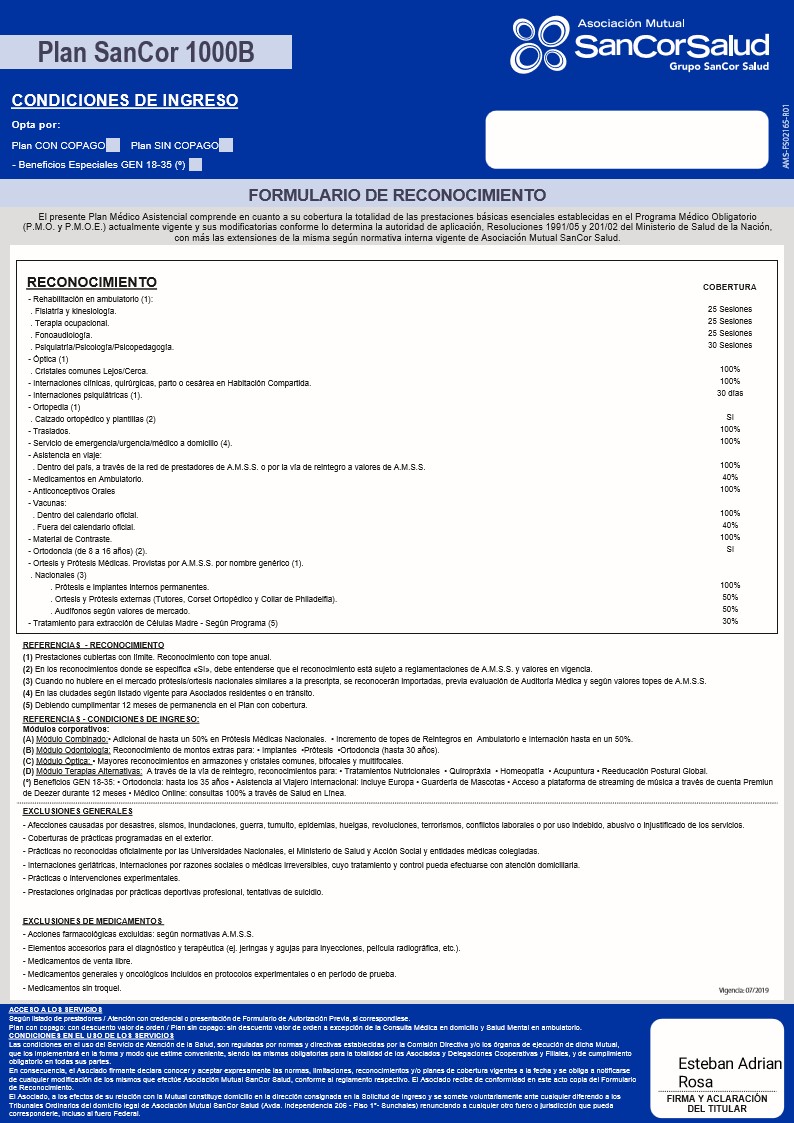 Plan SanCor 1000B
Asociación Mutual
SanCorSalud
Grupo SanCor Salud
CONDICIONES DE INGRESO
Opta por:
Plan CON COPAGO Plan SIN COPAGO
- Beneficios Especiales GEN 18-35 (*)
AMS-FS02165-R01
FORMULARIO DE RECONOCIMIENTO
El presente Plan Médico Asistencial comprende en cuanto a su cobertura la totalidad de las prestaciones básicas esenciales establecidas en el Programa Médico Obligatorio
(P.M.O. y P.M.O.E.) actualmente vigente y sus modificatorias conforme lo determina la autoridad de aplicación, Resoluciones 1991/05 y 201/02 del Ministerio de Salud de la Nación,
con más las extensiones de la misma según normativa interna vigente de Asociación Mutual SanCor Salud.
RECONOCIMIENTO COBERTURA
- Rehabilitación en ambulatorio (1):
. Fisiatría y kinesiología. 25 Sesiones
. Terapia ocupacional. 25 Sesiones
. Fonoaudiología. 25 Sesiones
. Psiquiatría/Psicología/Psicopedagogía. 30 Sesiones
- Óptica (1)
. Cristales comunes Lejos/Cerca. 100%
- Internaciones clínicas, quirúrgicas, parto o cesárea en Habitación Compartida. 100%
- Internaciones psiquiátricas (1). 30 días
- Ortopedia (1)
. Calzado ortopédico y plantillas (2) SI
- Traslados. 100%
- Servicio de emergencia/urgencia/médico a domicilio (4). 100%
- Asistencia en viaje:
. Dentro del país, a través de la red de prestadores de A.M.S.S. o por la vía de reintegro a valores de A.M.S.S. 100%
- Medicamentos en Ambulatorio. 40%
- Anticonceptivos Orales 100%
- Vacunas:
. Dentro del calendario oficial. 100%
. Fuera del calendario oficial. 40%
- Material de Contraste. 100%
- Ortodoncia (de 8 a 16 años) (2). SI
- Ortesis y Prótesis Médicas. Provistas por A.M.S.S. por nombre genérico (1).
. Nacionales (3)
. Prótesis e implantes internos permanentes. 100%
. Ortesis y Prótesis externas (Tutores, Corset Ortopédico y Collar de Philadelfia). 50%
. Audífonos según valores de mercado. 50%
- Tratamiento para extracción de Células Madre - Según Programa (5) 30%
REFERENCIAS - RECONOCIMIENTO
(1) Prestaciones cubiertas con límite. Reconocimiento con tope anual.
(2) En los reconocimientos donde se especifica «SI», debe entenderse que el reconocimiento está sujeto a reglamentaciones de A.M.S.S. y valores en vigencia.
(3) Cuando no hubiere en el mercado prótesis/ortesis nacionales similares a la prescripta, se reconocerán importadas, previa evaluación de Auditoría Médica y según valores topes de A.M.S.S.
(4) En las ciudades según listado vigente para Asociados residentes o en tránsito.
(5) Debiendo cumplimentar 12 meses de permanencia en el Plan con cobertura.
REFERENCIAS - CONDICIONES DE INGRESO:
Módulos corporativos:
(A) Módulo Combinado:• Adicional de hasta un 50% en Prótesis Médicas Nacionales. • Incremento de topes de Reintegros en Ambulatorio e Internación hasta en un 50%.
(B) Módulo Odontología: Reconocimiento de montos extras para: • Implantes •Prótesis •Ortodoncia (hasta 30 años).
(C) Módulo Óptica: • Mayores reconocimientos en armazones y cristales comunes, bifocales y multifocales.
(D) Módulo Terapias Alternativas: A través de la vía de reintegro, reconocimientos para: • Tratamientos Nutricionales • Quiropráxia • Homeopatía • Acupuntura • Reeducación Postural Global.
(*) Beneficios GEN 18-35: • Ortodoncia: hasta los 35 años • Asistencia al Viajero Internacional: Incluye Europa • Guardería de Mascotas • Acceso a plataforma de streaming de música a través de cuenta Premiun
de Deezer durante 12 meses • Médico Online: consultas 100% a través de Salud en Línea.
EXCLUSIONES GENERALES
- Afecciones causadas por desastres, sismos, inundaciones, guerra, tumulto, epidemias, huelgas, revoluciones, terrorismos, conflictos laborales o por uso indebido, abusivo o injustificado de los servicios.
- Coberturas de prácticas programadas en el exterior.
- Prácticas no reconocidas oficialmente por las Universidades Nacionales, el Ministerio de Salud y Acción Social y entidades médicas colegiadas.
- Internaciones geriátricas, internaciones por razones sociales o médicas irreversibles, cuyo tratamiento y control pueda efectuarse con atención domiciliaria.
- Prácticas o intervenciones experimentales.
- Prestaciones originadas por prácticas deportivas profesional, tentativas de suicidio.
EXCLUSIONES DE MEDICAMENTOS
- Acciones farmacológicas excluidas: según normativas A.M.S.S.
- Elementos accesorios para el diagnóstico y terapéutica (ej. jeringas y agujas para inyecciones, película radiográfica, etc.).
- Medicamentos de venta libre.
- Medicamentos generales y oncológicos incluidos en protocolos experimentales o en período de prueba.
- Medicamentos sin troquel.
Vigencia: 07/2019
ACCESO A LOS SERVICIOS
Según listado de prestadores / Atención con credencial o presentación de Formulario de Autorización Previa, si correspondiese.
Plan con copago: con descuento valor de orden / Plan sin copago: sin descuento valor de orden a excepción de la Consulta Médica en domicilio y Salud Mental en ambulatorio.
CONDICIONES EN EL USO DE LOS SERVICIOS
Las condiciones en el uso del Servicio de Atención de la Salud, son reguladas por normas y directivas establecidas por la Comisión Directiva y/o los órganos de ejecución de dicha Mutual,
que los implementará en la forma y modo que estime conveniente, siendo las mismas obligatorias para la totalidad de los Asociados y Delegaciones Cooperativas y Filiales, y de cumplimiento
obligatorio en todas sus partes.
En consecuencia, el Asociado firmante declara conocer y aceptar expresamente las normas, limitaciones, reconocimientos y/o planes de cobertura vigentes a la fecha y se obliga a notificarse
de cualquier modificación de los mismos que efectúe Asociación Mutual SanCor Salud, conforme al reglamento respectivo. El Asociado recibe de conformidad en este acto copia del Formulario
de Reconocimiento.
El Asociado, a los efectos de su relación con la Mutual constituye domicilio en la dirección consignada en la Solicitud de Ingreso y se somete voluntariamente ante cualquier diferendo a los
Tribunales Ordinarios del domicilio legal de Asociación Mutual SanCor Salud (Avda. Independencia 206 - Piso 1°- Sunchales) renunciando a cualquier otro fuero o jurisdicción que pueda
corresponderle, incluso al fuero Federal.
Esteban Adrian
Rosa
FIRMA Y ACLARACIÓN
DEL TITULAR